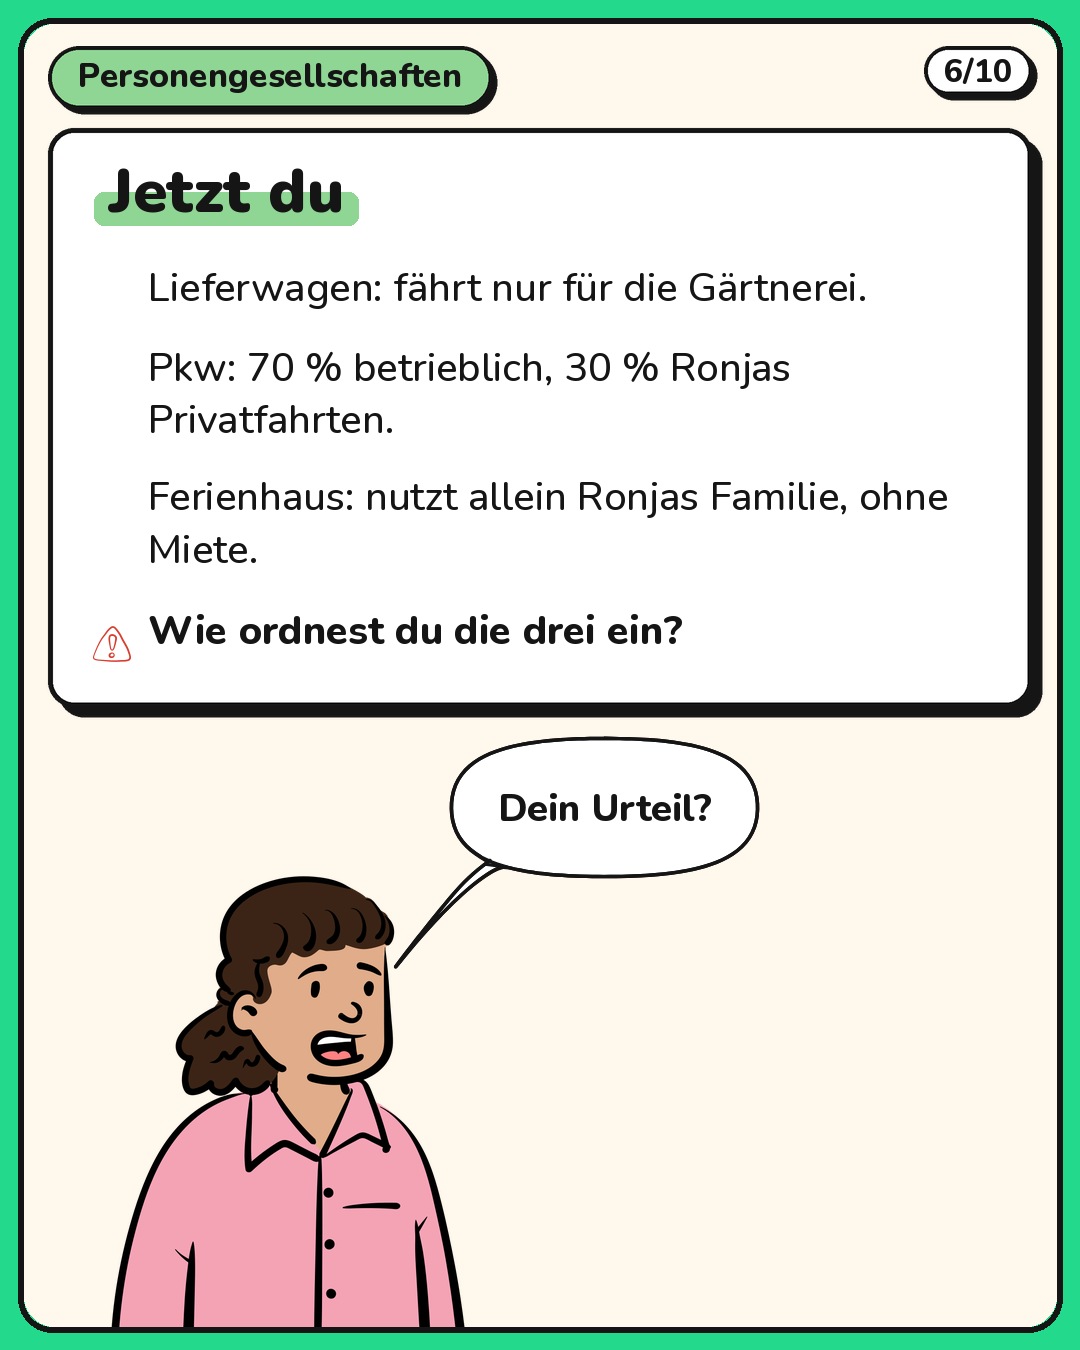 Personengesellschaften
6/10
Jetzt du
Lieferwagen: fährt nur für die Gärtnerei.
Pkw: 70 % betrieblich, 30 % Ronjas
Privatfahrten.
Ferienhaus: nutzt allein Ronjas Familie, ohne
Miete.
Wie ordnest du die drei ein?
Dein Urteil?